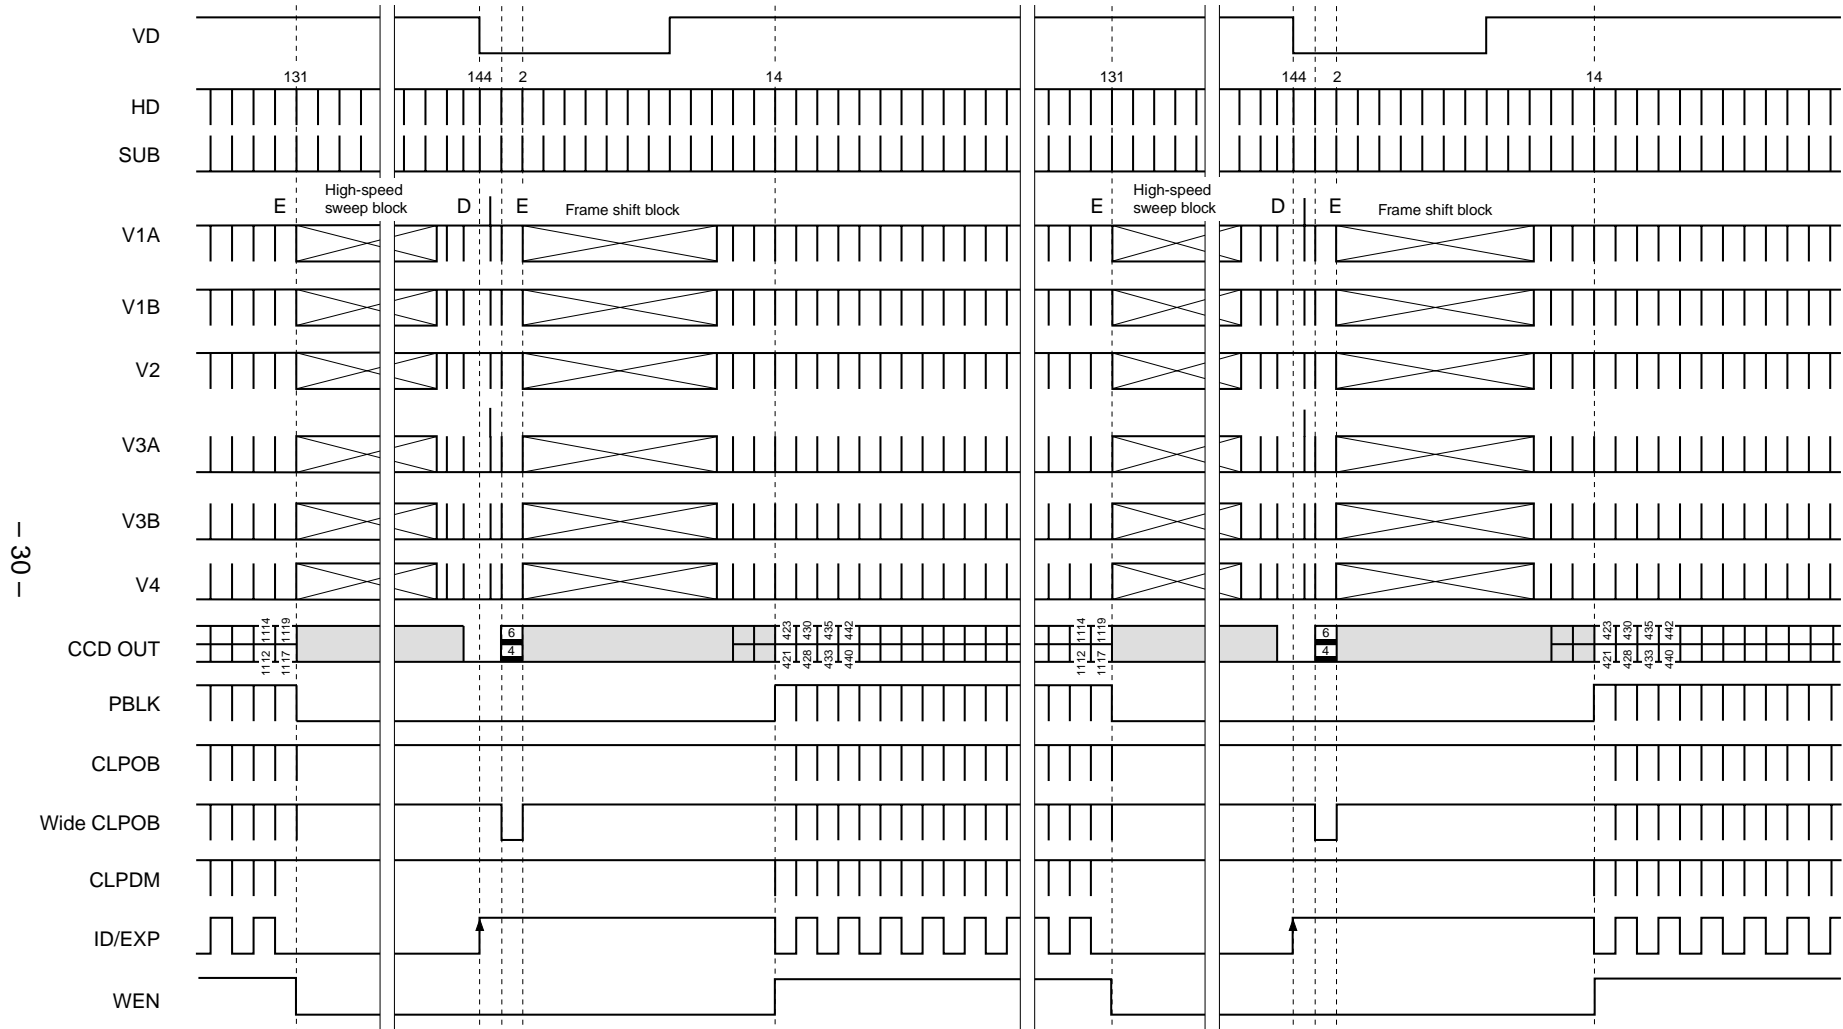 VD
131 144 2 14 131 144 2 14
HD
SUB
E High-speed sweep block D E Frame shift block E High-speed sweep block D E Frame shift block
V1A
V1B
V2
V3A
V3B
V4
CCD OUT
1114 1119 6 423 430 435 442 1114 1119 6 423 430 435 442
1112 1117 4 421 428 433 440 1112 1117 4 421 428 433 440
PBLK
CLPOB
Wide CLPOB
CLPDM
ID/EXP
WEN
– 30 –